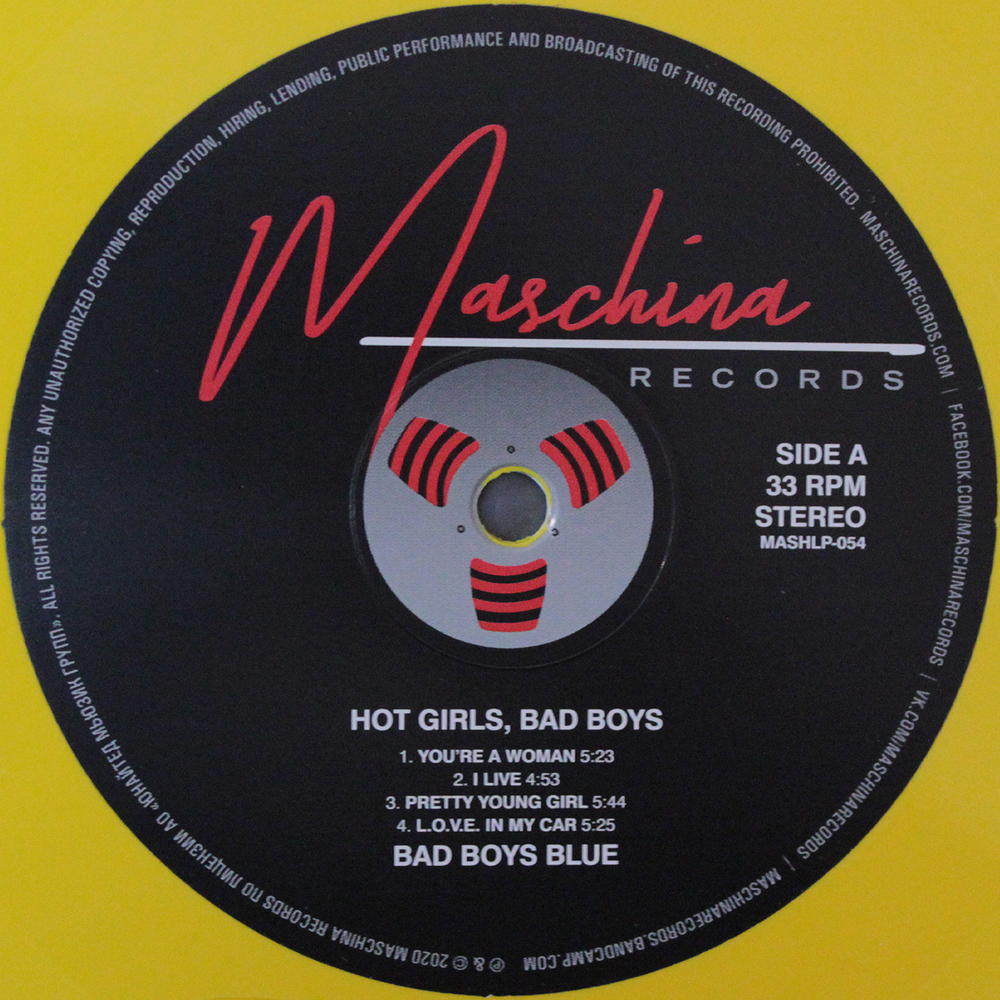 Maschina
RECORDS
SIDE A
33 RPM
STEREO
MASHLP-054
HOT GIRLS, BAD BOYS
1. YOU'RE A WOMAN 5:23
2. I LIVE 4:53
3. PRETTY YOUNG GIRL 5:44
4. L.O.V.E. IN MY CAR 5:25
BAD BOYS BLUE
℗ & © 2020 MASCHINA RECORDS ПО ЛИЦЕНЗИИ АО «ЮНАЙТЕД МЬЮЗИК ГРУПП». ALL RIGHTS RESERVED. ANY UNAUTHORIZED COPYING, REPRODUCTION, HIRING, LENDING, PUBLIC PERFORMANCE AND BROADCASTING OF THIS RECORDING PROHIBITED. MASCHINARECORDS.COM | FACEBOOK.COM/MASCHINARECORDS | VK.COM/MASCHINARECORDS | MASCHINARECORDS.BANDCAMP.COM